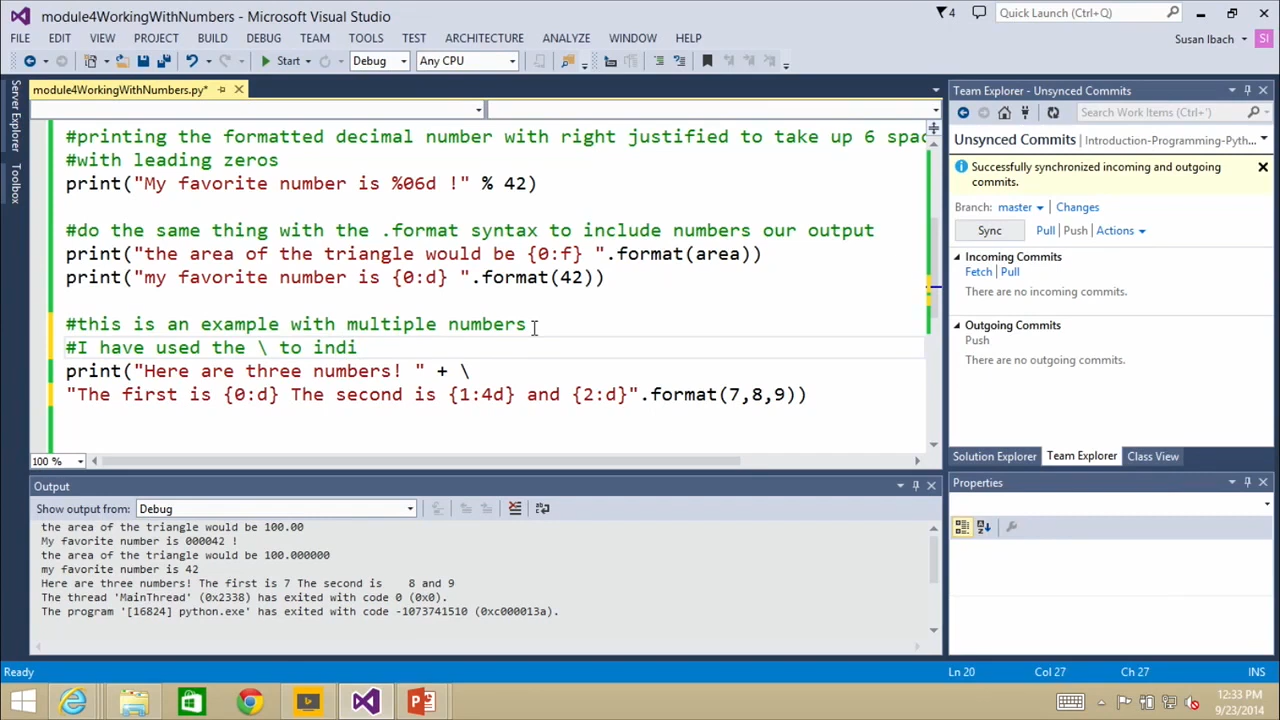 module4WorkingWithNumbers - Microsoft Visual Studio
4
Quick Launch (Ctrl+Q)
FILE EDIT VIEW PROJECT BUILD DEBUG TEAM TOOLS TEST ARCHITECTURE ANALYZE WINDOW HELP
Susan Ibach SI
Start Debug Any CPU
Server Explorer
Toolbox
module4WorkingWithNumbers.py*
#printing the formatted decimal number with right justified to take up 6 spac
#with leading zeros
print("My favorite number is %06d !" % 42)
#do the same thing with the .format syntax to include numbers our output
print("the area of the triangle would be {0:f} ".format(area))
print("my favorite number is {0:d} ".format(42))
#this is an example with multiple numbers
#I have used the \ to indi
print("Here are three numbers! " + \
"The first is {0:d} The second is {1:4d} and {2:d}".format(7,8,9))
100 %
Output
Show output from: Debug
the area of the triangle would be 100.00
My favorite number is 000042 !
the area of the triangle would be 100.000000
my favorite number is 42
Here are three numbers! The first is 7 The second is    8 and 9
The thread 'MainThread' (0x2338) has exited with code 0 (0x0).
The program '[16824] python.exe' has exited with code -1073741510 (0xc000013a).
Team Explorer - Unsynced Commits
Search Work Items (Ctrl+')
Unsynced Commits | Introduction-Programming-Pyth...
Successfully synchronized incoming and outgoing
commits.
Branch: master Changes
Sync Pull Push Actions
Incoming Commits
Fetch | Pull
There are no incoming commits.
Outgoing Commits
Push
There are no outgoing commits.
Solution Explorer Team Explorer Class View
Properties
Ready Ln 20 Col 27 Ch 27 INS
12:33 PM
9/23/2014